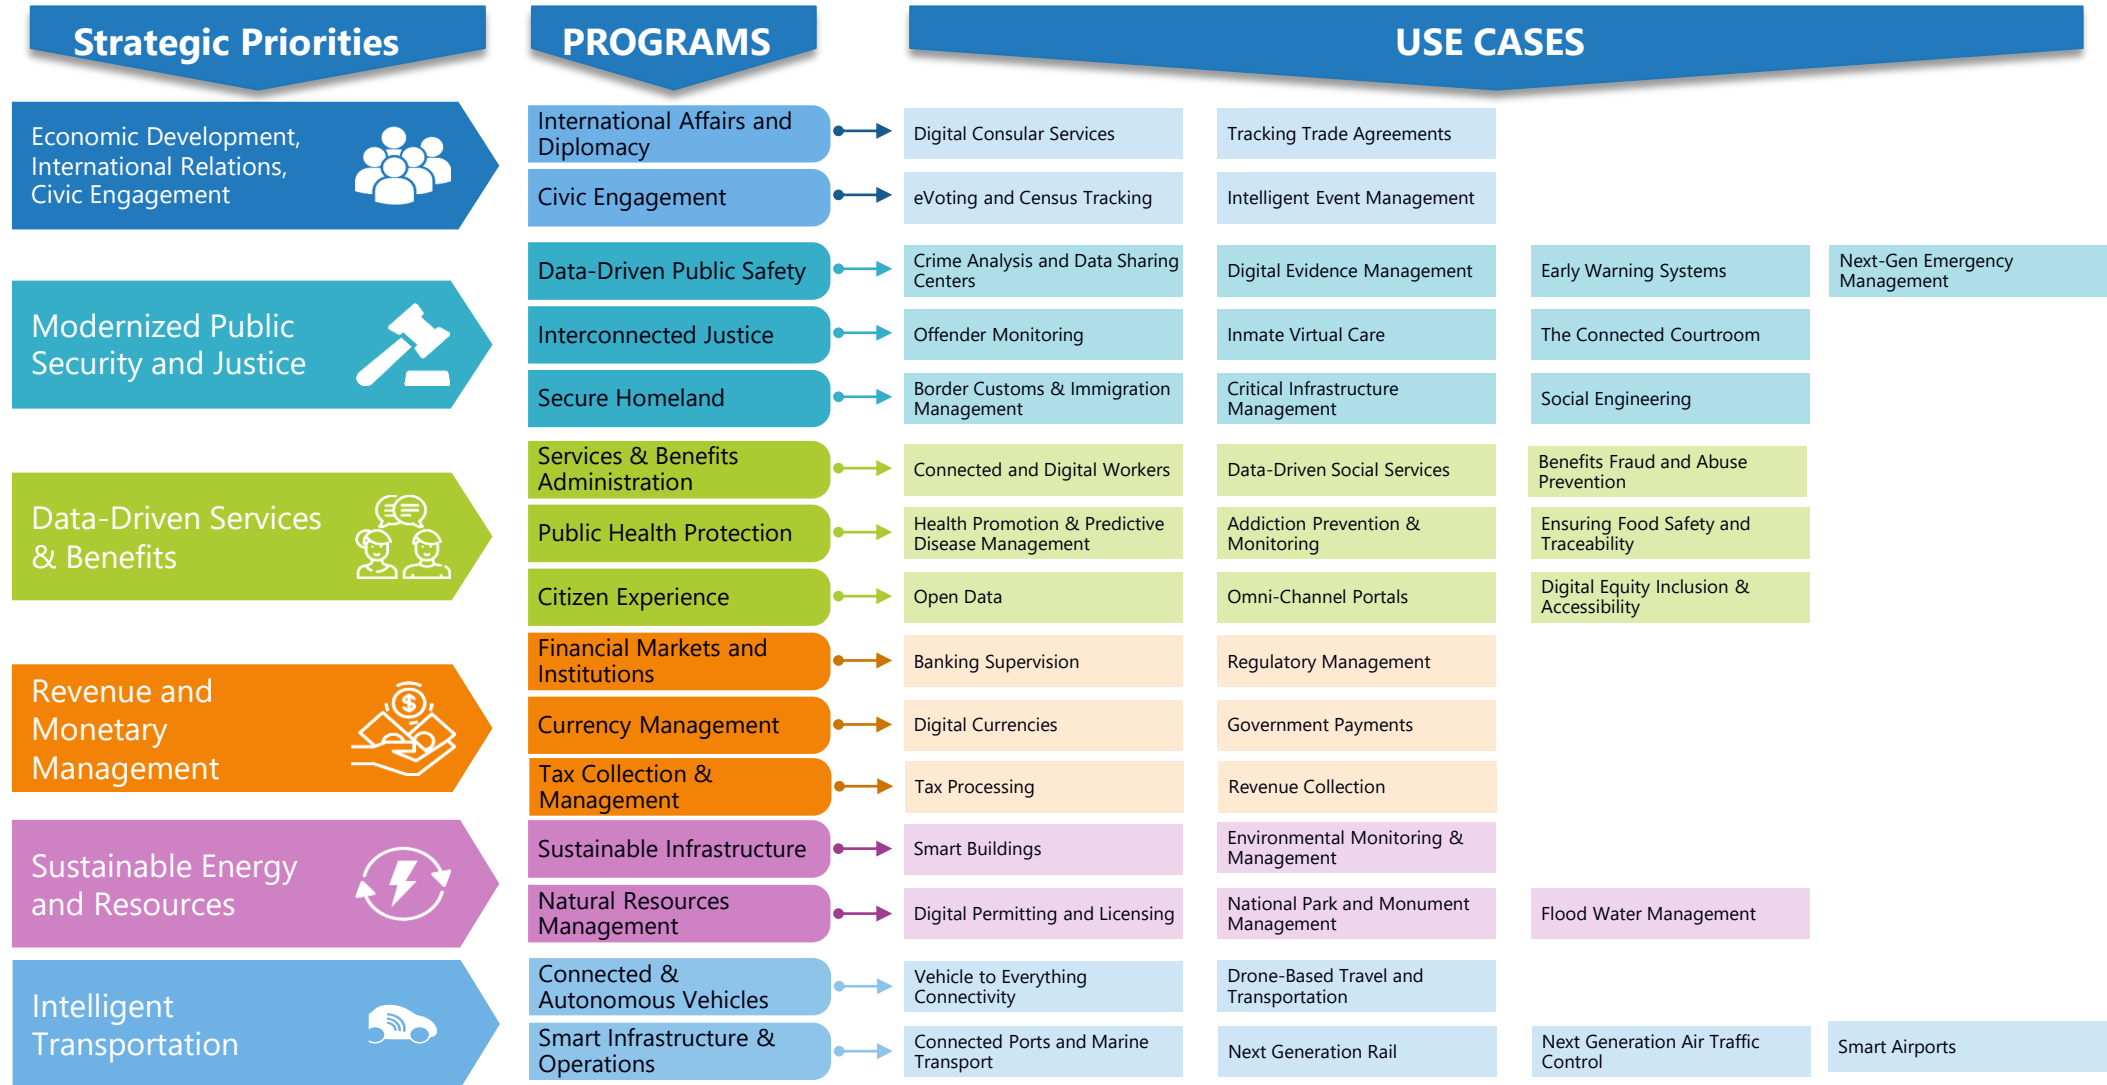 Strategic Priorities
PROGRAMS
USE CASES
Economic Development,
International Relations,
Civic Engagement
International Affairs and
Diplomacy
Digital Consular Services
Tracking Trade Agreements
Civic Engagement
eVoting and Census Tracking
Intelligent Event Management
Modernized Public
Security and Justice
Data-Driven Public Safety
Crime Analysis and Data Sharing
Centers
Digital Evidence Management
Early Warning Systems
Next-Gen Emergency
Management
Interconnected Justice
Offender Monitoring
Inmate Virtual Care
The Connected Courtroom
Secure Homeland
Border Customs & Immigration
Management
Critical Infrastructure
Management
Social Engineering
Data-Driven Services
& Benefits
Services & Benefits
Administration
Connected and Digital Workers
Data-Driven Social Services
Benefits Fraud and Abuse
Prevention
Public Health Protection
Health Promotion & Predictive
Disease Management
Addiction Prevention &
Monitoring
Ensuring Food Safety and
Traceability
Citizen Experience
Open Data
Omni-Channel Portals
Digital Equity Inclusion &
Accessibility
Revenue and
Monetary
Management
$
Financial Markets and
Institutions
Banking Supervision
Regulatory Management
Currency Management
Digital Currencies
Government Payments
Tax Collection &
Management
Tax Processing
Revenue Collection
Sustainable Energy
and Resources
Sustainable Infrastructure
Smart Buildings
Environmental Monitoring &
Management
Natural Resources
Management
Digital Permitting and Licensing
National Park and Monument
Management
Flood Water Management
Intelligent
Transportation
Connected &
Autonomous Vehicles
Vehicle to Everything
Connectivity
Drone-Based Travel and
Transportation
Smart Infrastructure &
Operations
Connected Ports and Marine
Transport
Next Generation Rail
Next Generation Air Traffic
Control
Smart Airports